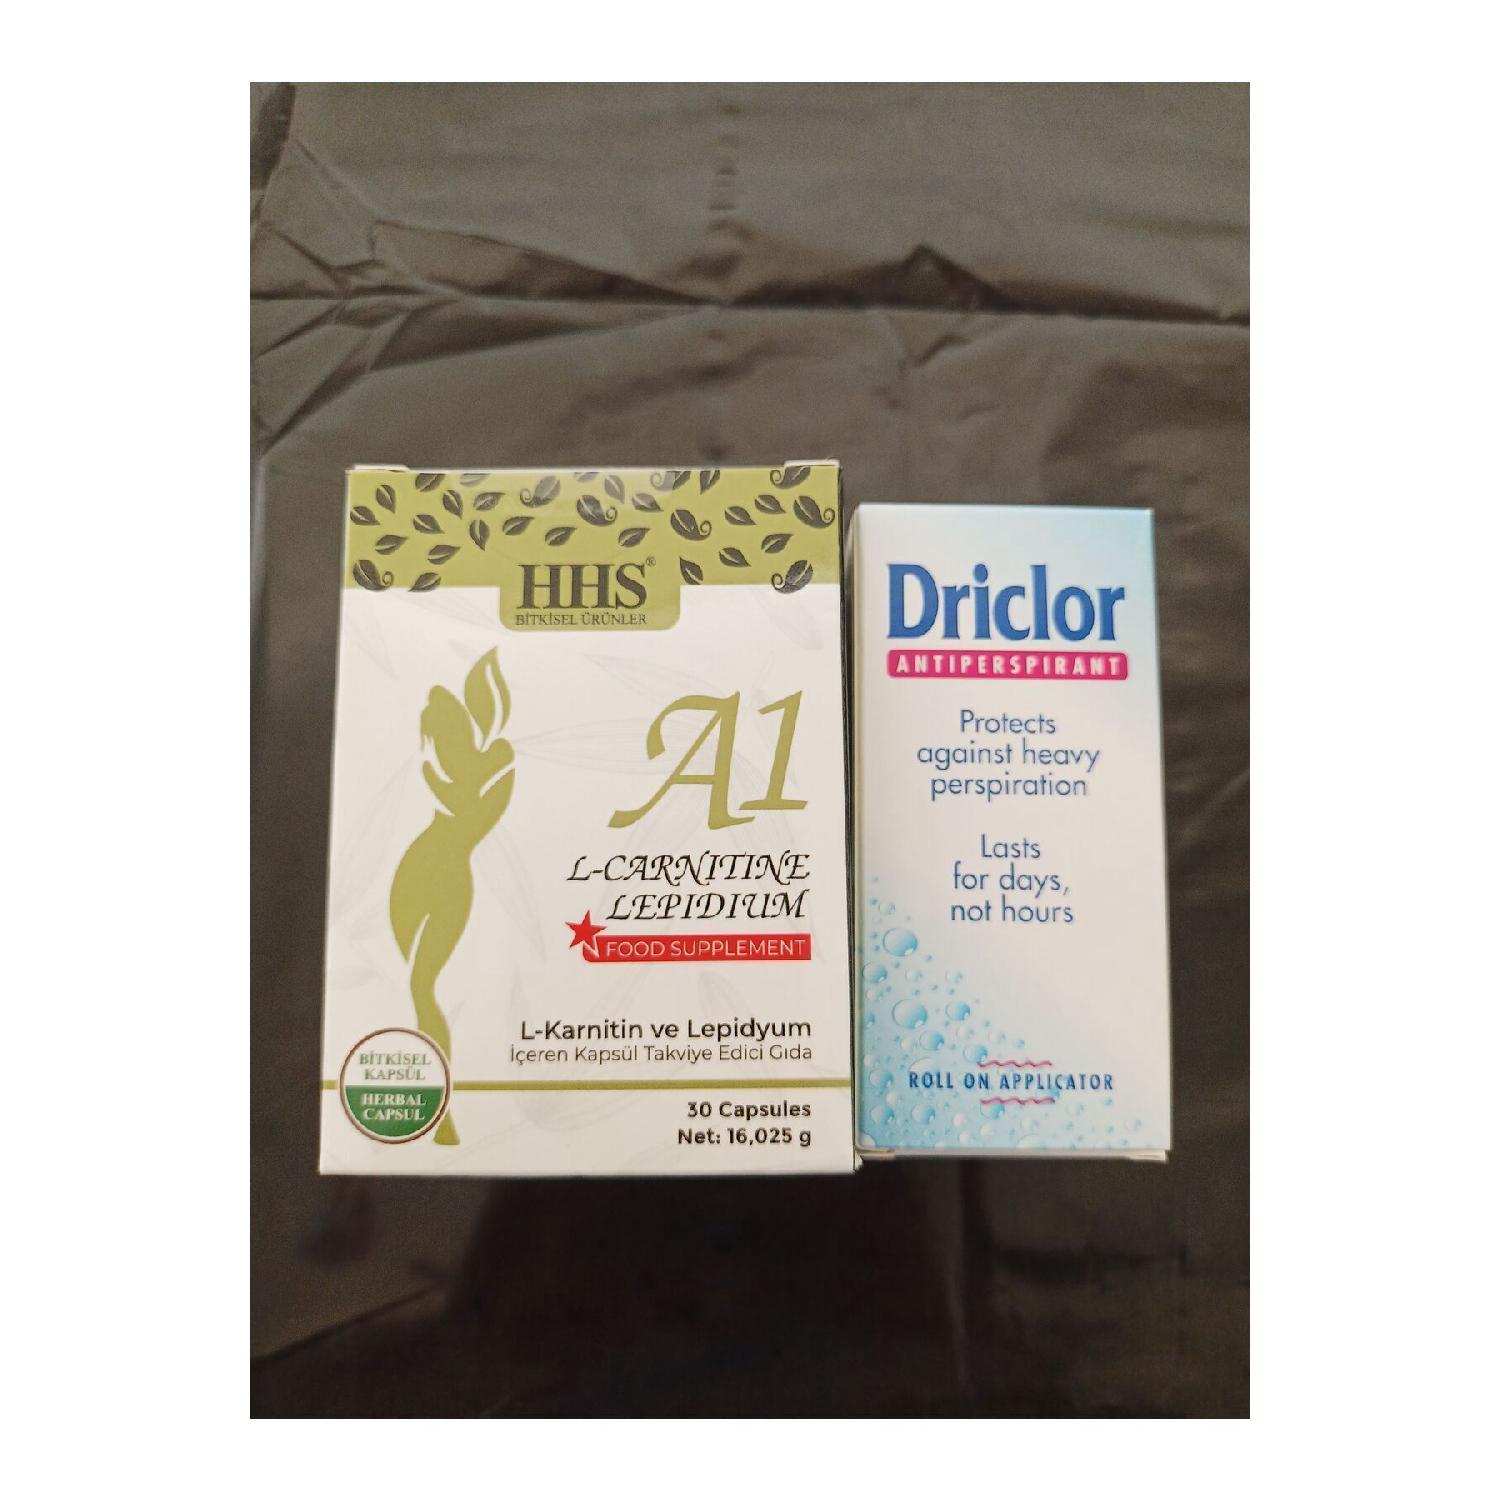 HHS®
BİTKİSEL ÜRÜNLER
A1
L-CARNITINE
LEPIDIUM
FOOD SUPPLEMENT
L-Karnitin ve Lepidyum
İçeren Kapsül Takviye Edici Gıda
BİTKİSEL
KAPSÜL
HERBAL
CAPSUL
30 Capsules
Net: 16,025 g
Driclor
ANTIPERSPIRANT
Protects
against heavy
perspiration
Lasts
for days,
not hours
ROLL ON APPLICATOR